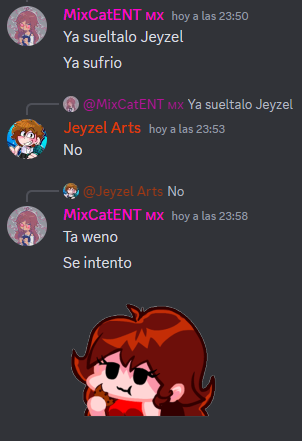 MixCatENT MX hoy a las 23:50
Ya sueltalo Jeyzel
Ya sufrio
@MixCatENT MX Ya sueltalo Jeyzel
Jeyzel Arts hoy a las 23:53
No
@Jeyzel Arts No
MixCatENT MX hoy a las 23:58
Ta weno
Se intento